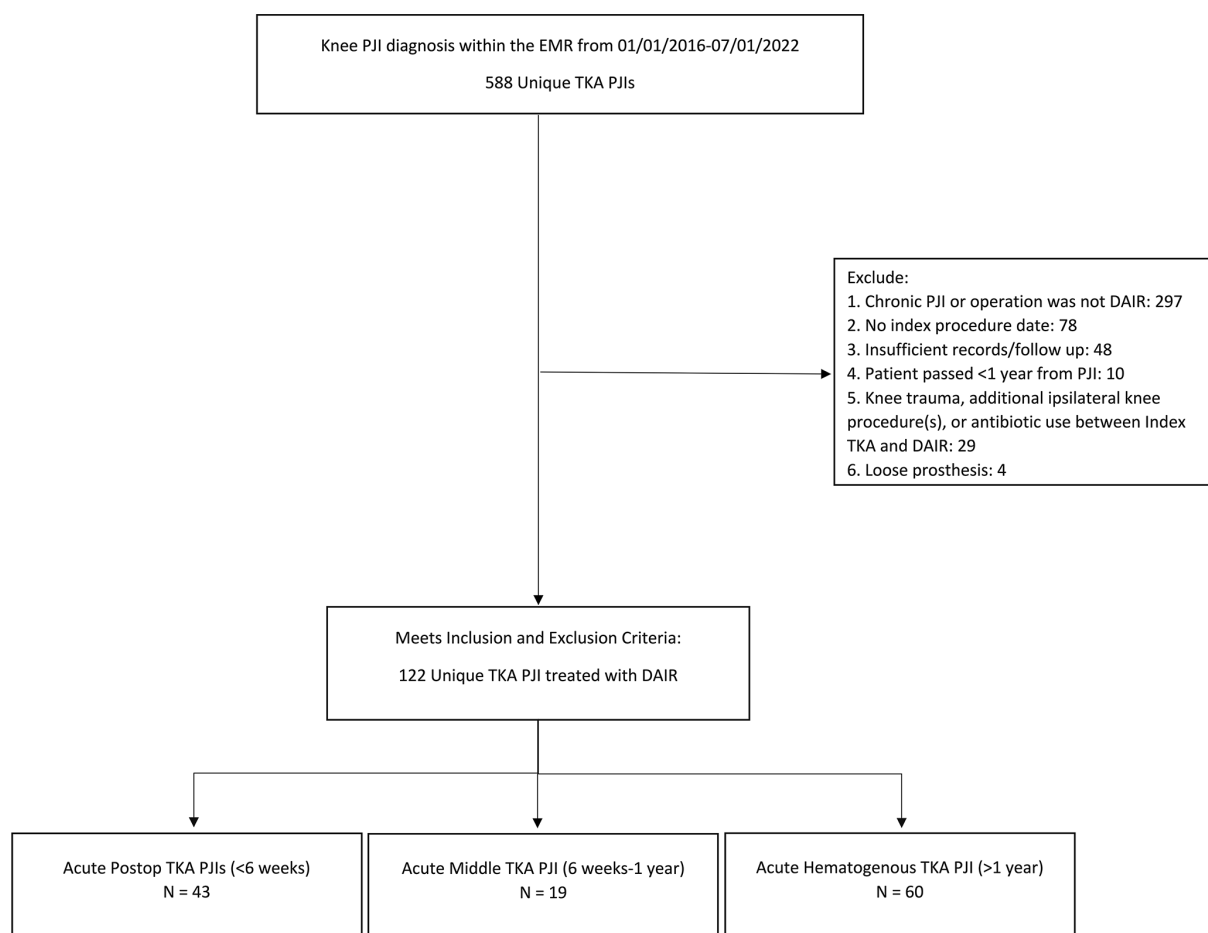 Knee PJI diagnosis within the EMR from 01/01/2016-07/01/2022
588 Unique TKA PJIs
Exclude:
1. Chronic PJI or operation was not DAIR: 297
2. No index procedure date: 78
3. Insufficient records/follow up: 48
4. Patient passed <1 year from PJI: 10
5. Knee trauma, additional ipsilateral knee
procedure(s), or antibiotic use between Index
TKA and DAIR: 29
6. Loose prosthesis: 4
Meets Inclusion and Exclusion Criteria:
122 Unique TKA PJI treated with DAIR
Acute Postop TKA PJIs (<6 weeks)
N = 43
Acute Middle TKA PJI (6 weeks-1 year)
N = 19
Acute Hematogenous TKA PJI (>1 year)
N = 60